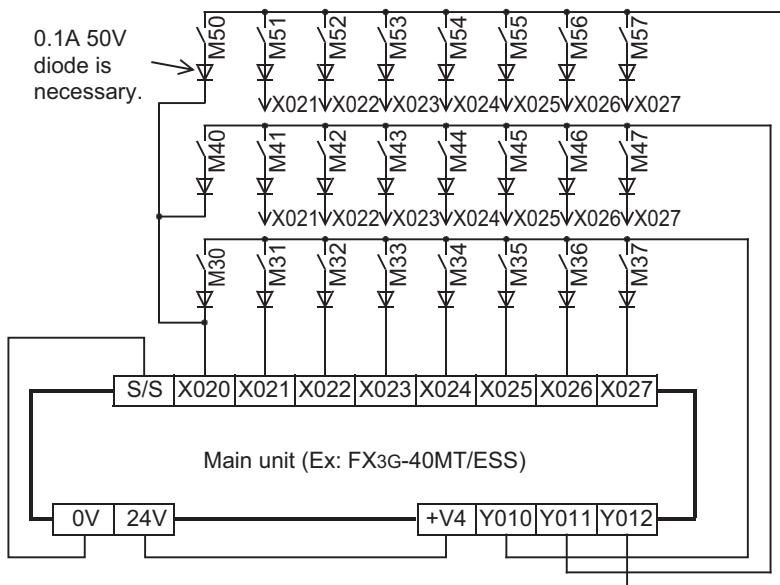 M50 M51 M52 M53 M54 M55 M56 M57
0.1A 50V
diode is
necessary.
X021 X022 X023 X024 X025 X026 X027
M40 M41 M42 M43 M44 M45 M46 M47
X021 X022 X023 X024 X025 X026 X027
M30 M31 M32 M33 M34 M35 M36 M37
S/S X020 X021 X022 X023 X024 X025 X026 X027
Main unit (Ex: FX3G-40MT/ESS)
0V 24V +V4 Y010 Y011 Y012